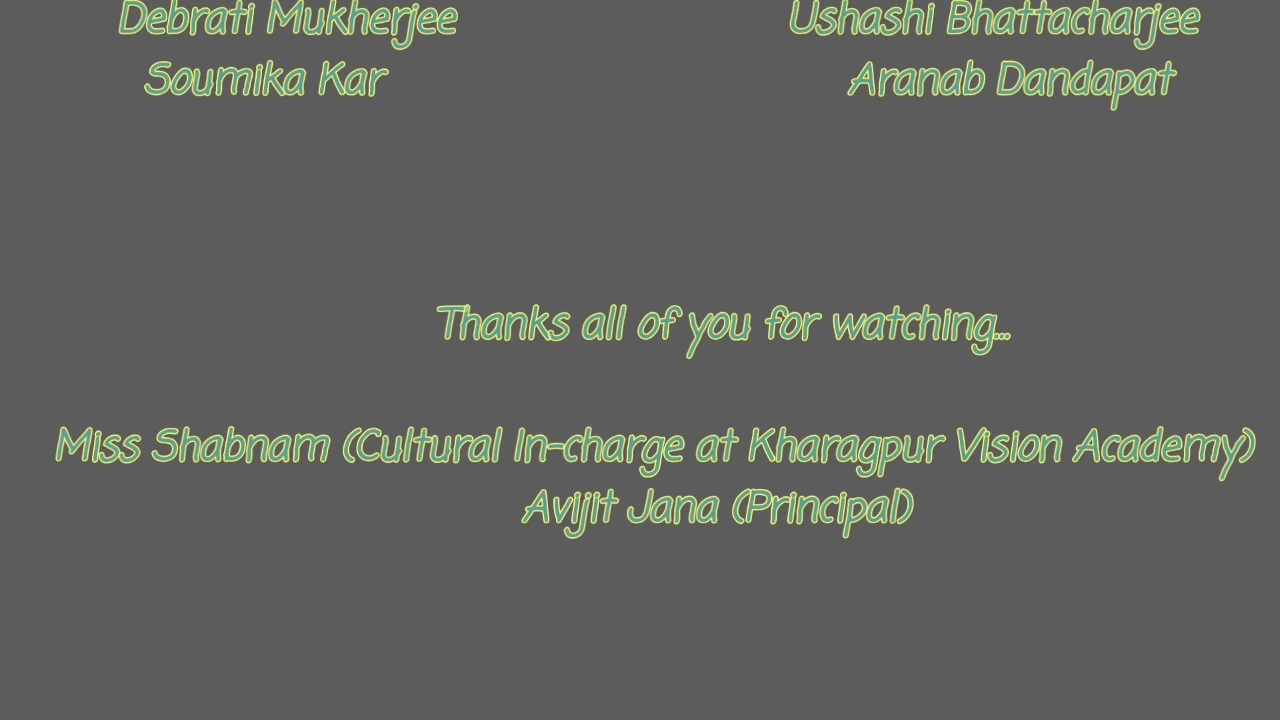 Debrati Mukherjee Ushashi Bhattacharjee
Soumika Kar Aranab Dandapat
Thanks all of you for watching...
Miss Shabnam (Cultural In-charge at Kharagpur Vision Academy)
Avijit Jana (Principal)